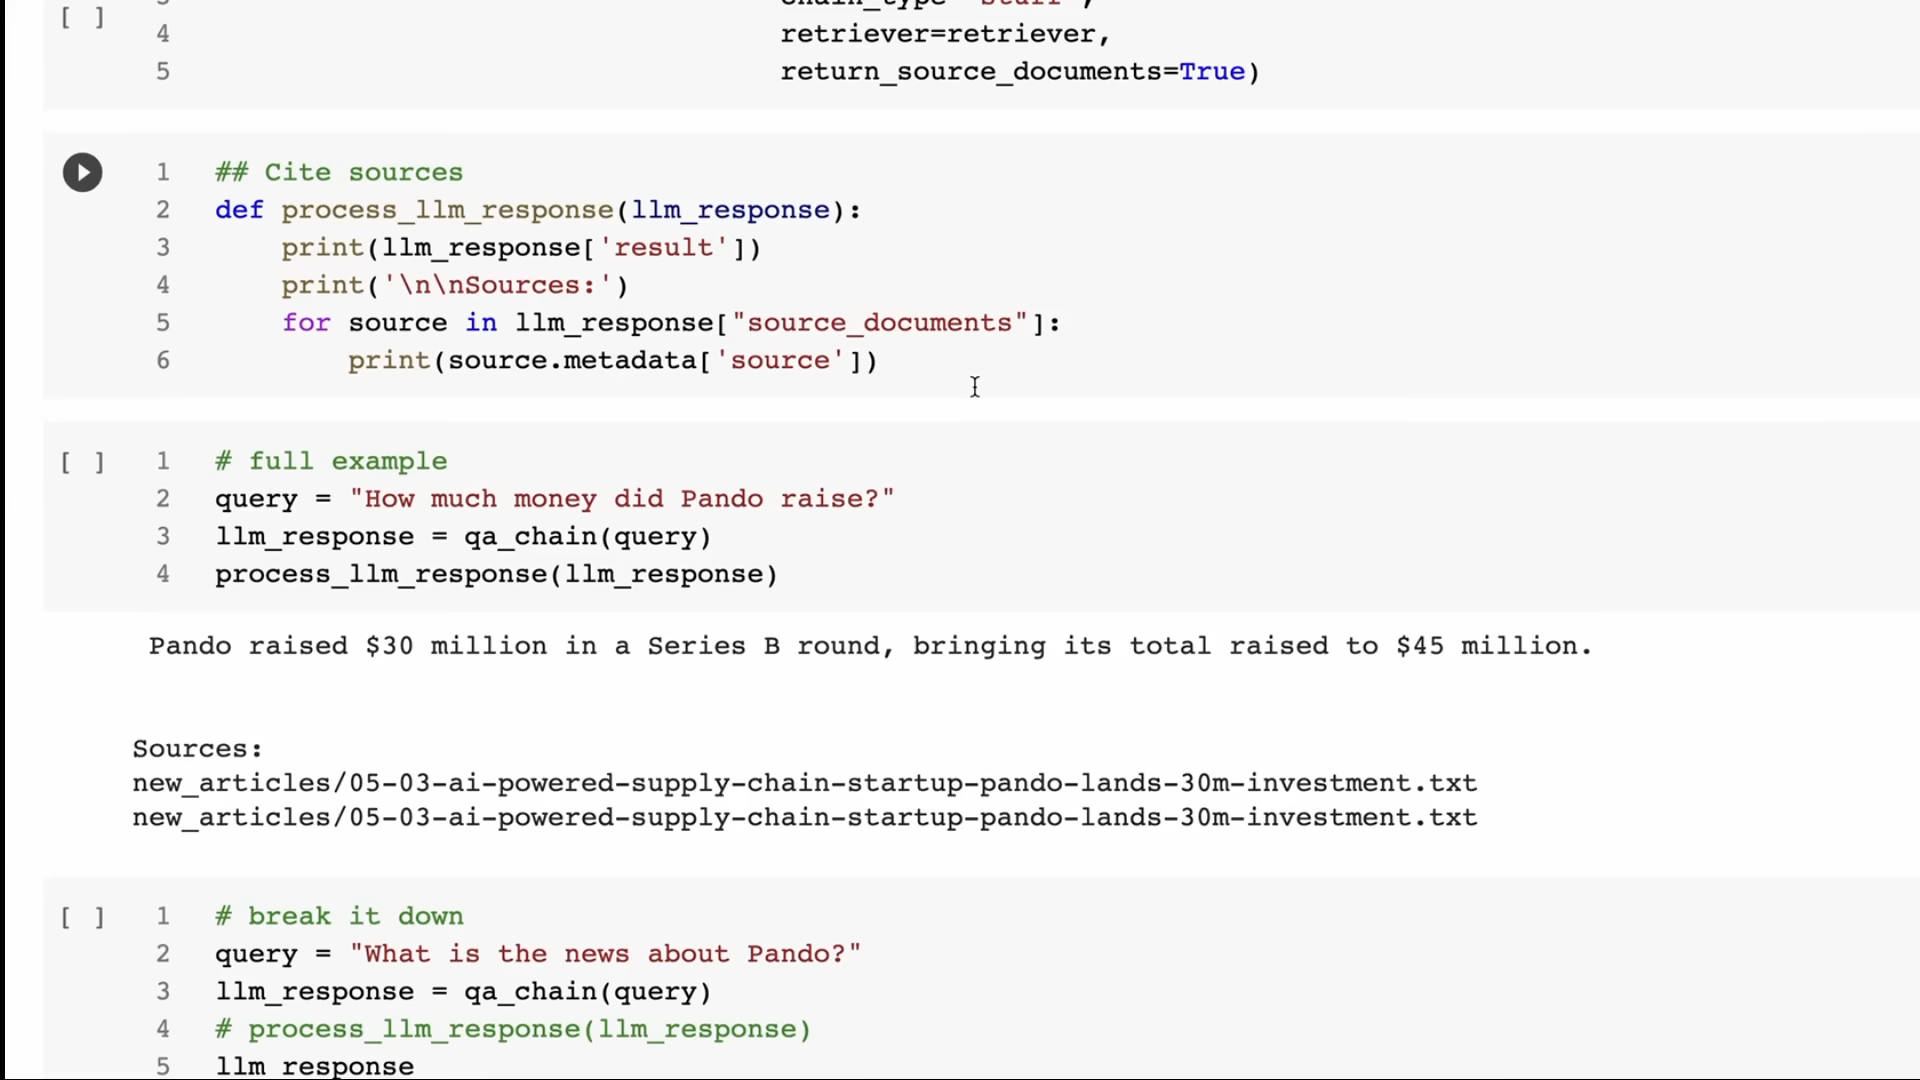 [ ]
4 retriever=retriever,
5 return_source_documents=True)
1 ## Cite sources
2 def process_llm_response(llm_response):
3 print(llm_response['result'])
4 print('\n\nSources:')
5 for source in llm_response["source_documents"]:
6 print(source.metadata['source'])
[ ] 1 # full example
2 query = "How much money did Pando raise?"
3 llm_response = qa_chain(query)
4 process_llm_response(llm_response)
Pando raised $30 million in a Series B round, bringing its total raised to $45 million.
Sources:
new_articles/05-03-ai-powered-supply-chain-startup-pando-lands-30m-investment.txt
new_articles/05-03-ai-powered-supply-chain-startup-pando-lands-30m-investment.txt
[ ] 1 # break it down
2 query = "What is the news about Pando?"
3 llm_response = qa_chain(query)
4 # process_llm_response(llm_response)
5 llm_response